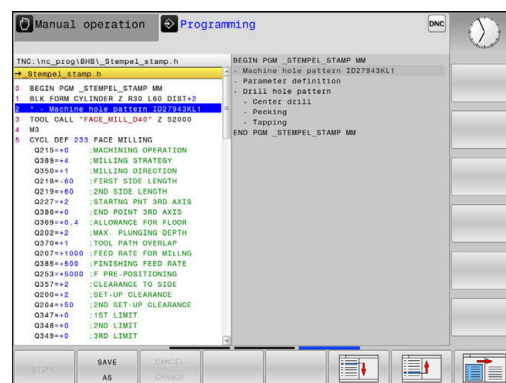 Manual operation
Programming
DNC
TNC:\nc_prog\BHB\_Stempel_stamp.h
→_Stempel_stamp.h
0 BEGIN PGM _STEMPEL_STAMP MM
1 BLK FORM CYLINDER Z R30 L60 DIST+2
2 * - Machine hole pattern ID27943KL1
3 TOOL CALL "FACE_MILL_D40" Z S2000
4 M3
5 CYCL DEF 233 FACE MILLING
Q215=+0 ;MACHINING OPERATION
Q389=+4 ;MILLING STRATEGY
Q350=+1 ;MILLING DIRECTION
Q218=-60 ;FIRST SIDE LENGTH
Q219=+60 ;2ND SIDE LENGTH
Q227=+2 ;STARTNG PNT 3RD AXIS
Q386=+0 ;END POINT 3RD AXIS
Q369=+0.4 ;ALLOWANCE FOR FLOOR
Q202=+2 ;MAX. PLUNGING DEPTH
Q370=+1 ;TOOL PATH OVERLAP
Q207=+1000 ;FEED RATE FOR MILLNG
Q385=+500 ;FINISHING FEED RATE
Q253=+5000 ;F PRE-POSITIONING
Q357=+2 ;CLEARANCE TO SIDE
Q200=+2 ;SET-UP CLEARANCE
Q204=+50 ;2ND SET-UP CLEARANCE
Q347=+0 ;1ST LIMIT
Q348=+0 ;2ND LIMIT
Q349=+0 ;3RD LIMIT
BEGIN PGM _STEMPEL_STAMP MM
- Machine hole pattern ID27943KL1
- Parameter definition
- Drill hole pattern
- Center drill
- Pecking
- Tapping
END PGM _STEMPEL_STAMP MM
STORE
SAVE
AS
CANCEL
CHANGE